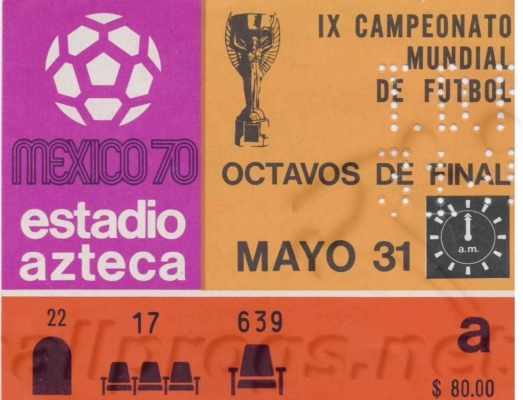 IX CAMPEONATO
MUNDIAL
DE FUTBOL
MEXICO 70
OCTAVOS DE FINAL
estadio
azteca
MAYO 31
a.m.
22
17
639
a
$ 80.00